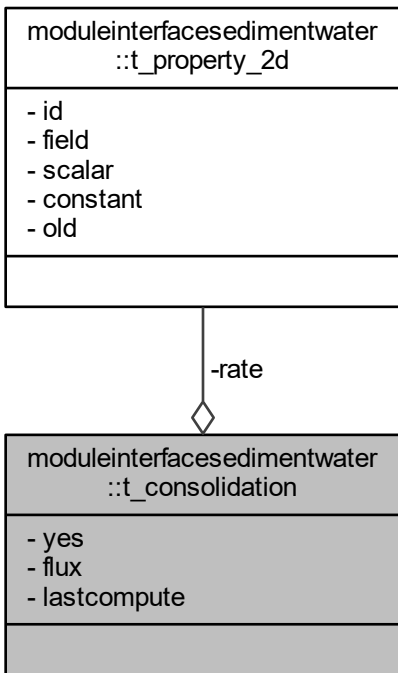 moduleinterfacesedimentwater
::t_property_2d
- id
- field
- scalar
- constant
- old
-rate
moduleinterfacesedimentwater
::t_consolidation
- yes
- flux
- lastcompute